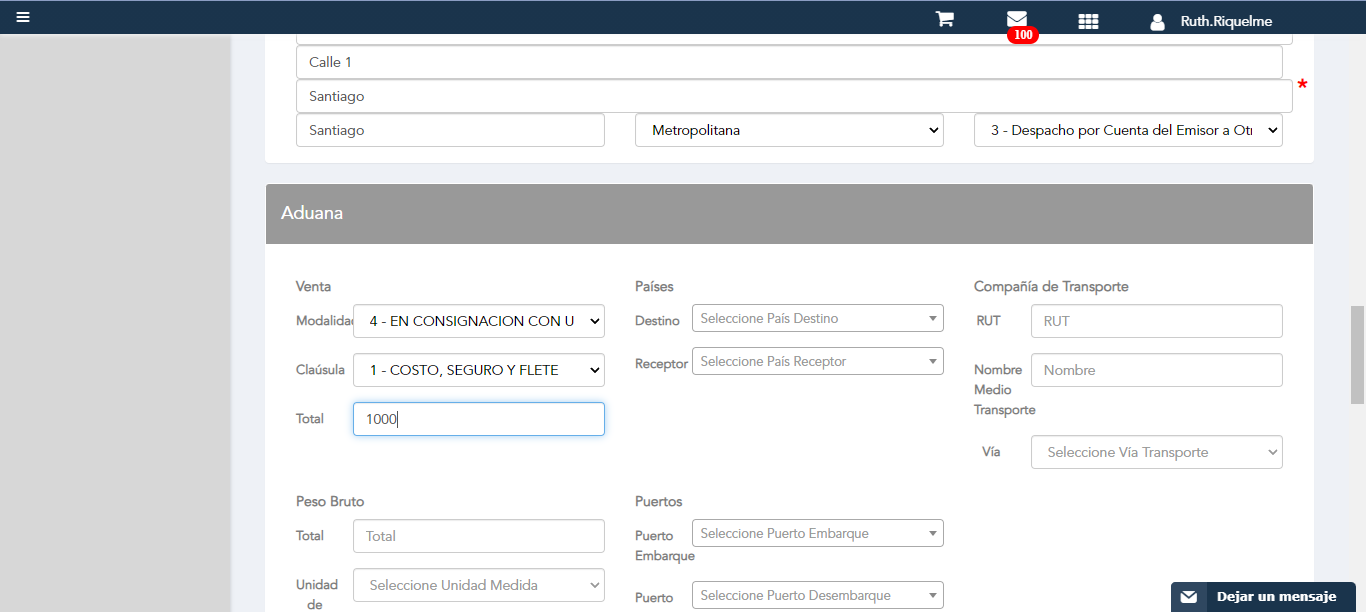 100
Ruth.Riquelme
Calle 1
Santiago
*
Santiago
Metropolitana
3 - Despacho por Cuenta del Emisor a Otr
Aduana
Venta
Modalidad
4 - EN CONSIGNACION CON U
Claúsula
1 - COSTO, SEGURO Y FLETE
Total
1000
Países
Destino
Seleccione País Destino
Receptor
Seleccione País Receptor
Compañía de Transporte
RUT
RUT
Nombre
Medio
Transporte
Nombre
Vía
Seleccione Vía Transporte
Peso Bruto
Total
Total
Unidad
de
Seleccione Unidad Medida
Puertos
Puerto
Embarque
Seleccione Puerto Embarque
Puerto
Seleccione Puerto Desembarque
Dejar un mensaje